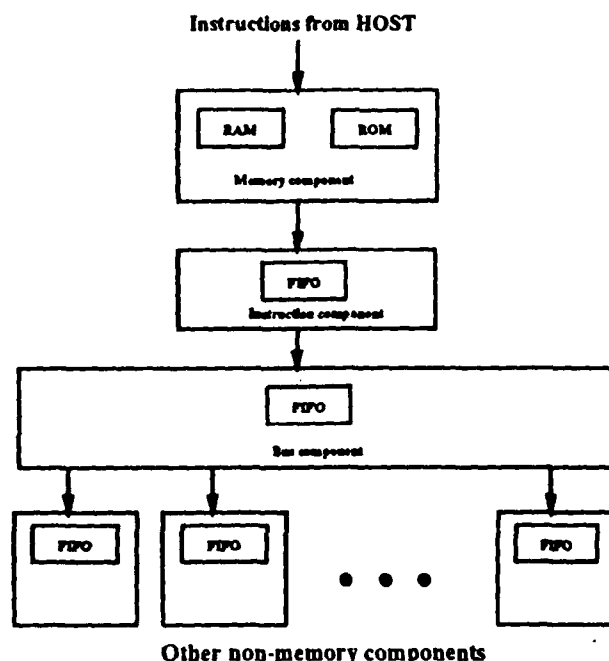 Instructions from HOST
RAM ROM
Memory component
FIFO
Instruction component
FIFO
Bus component
FIFO FIFO FIFO
Other non-memory components